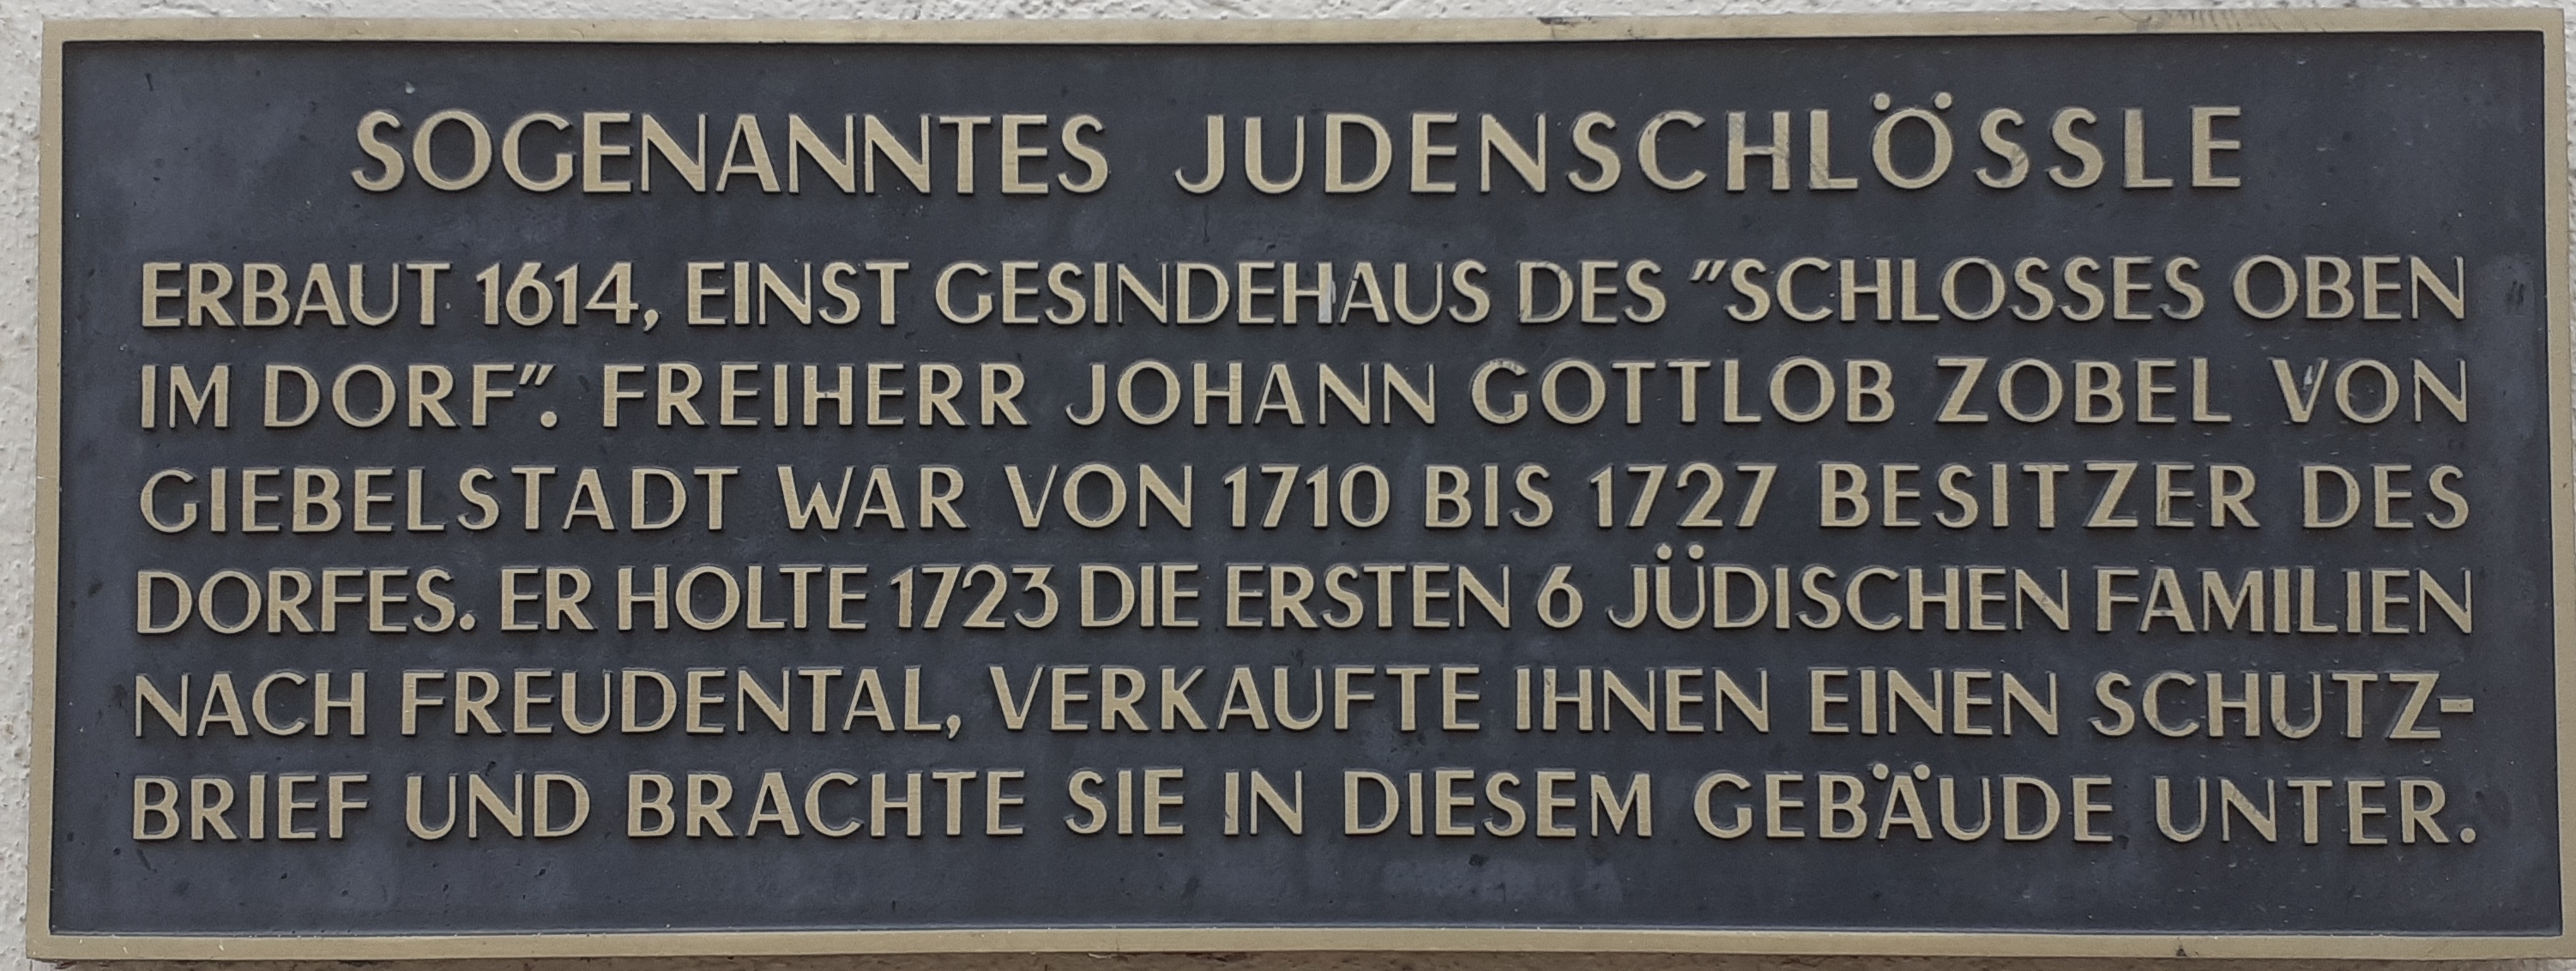 SOGENANNTES JUDENSCHLÖSSLE
ERBAUT 1614, EINST GESINDEHAUS DES "SCHLOSSES OBEN
IM DORF". FREIHERR JOHANN GOTTLOB ZOBEL VON
GIEBELSTADT WAR VON 1710 BIS 1727 BESITZER DES
DORFES. ER HOLTE 1723 DIE ERSTEN 6 JÜDISCHEN FAMILIEN
NACH FREUDENTAL, VERKAUFTE IHNEN EINEN SCHUTZ-
BRIEF UND BRACHTE SIE IN DIESEM GEBÄUDE UNTER.